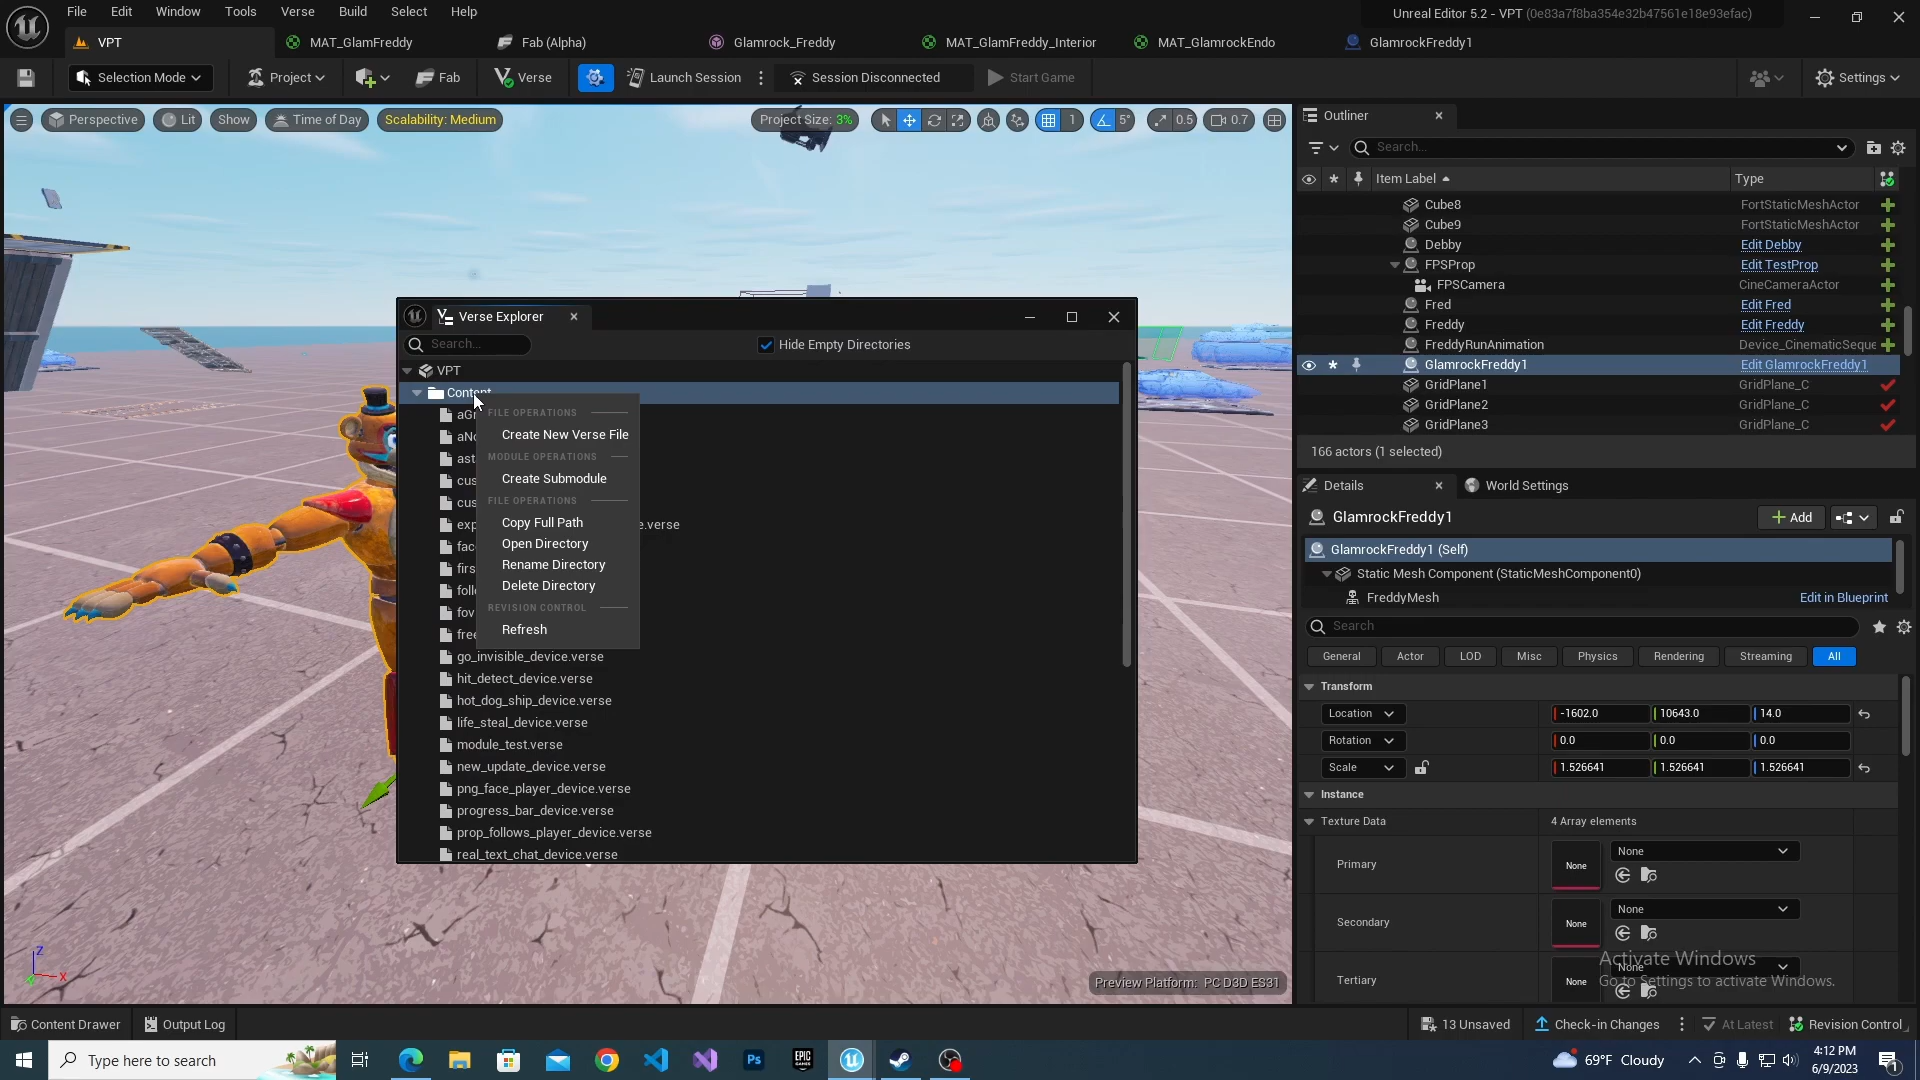 File Edit Window Tools Verse Build Select Help
Unreal Editor 5.2 - VPT (0e83a7f8ba354e32b47561e18e93efac)
VPT MAT_GlamFreddy Fab (Alpha) Glamrock_Freddy MAT_GlamFreddy_Interior MAT_GlamrockEndo GlamrockFreddy1
Selection Mode Project Fab Verse Launch Session Session Disconnected Start Game Settings
Perspective Lit Show Time of Day Scalability: Medium Project Size: 3% 1 5° 0.5 0.7
Outliner
Search...
Item Label Type
Cube8 FortStaticMeshActor
Cube9 FortStaticMeshActor
Debby Edit Debby
FPSProp Edit TestProp
FPSCamera CineCameraActor
Fred Edit Fred
Freddy Edit Freddy
FreddyRunAnimation Device_CinematicSeque
GlamrockFreddy1 Edit GlamrockFreddy1
GridPlane1 GridPlane_C
GridPlane2 GridPlane_C
GridPlane3 GridPlane_C
166 actors (1 selected)
Verse Explorer
Search... Hide Empty Directories
VPT
Content
go_invisible_device.verse
hit_detect_device.verse
hot_dog_ship_device.verse
life_steal_device.verse
module_test.verse
new_update_device.verse
png_face_player_device.verse
progress_bar_device.verse
prop_follows_player_device.verse
real_text_chat_device.verse
FILE OPERATIONS
Create New Verse File
MODULE OPERATIONS
Create Submodule
FILE OPERATIONS
Copy Full Path
e.verse
Open Directory
Rename Directory
Delete Directory
REVISION CONTROL
Refresh
Details World Settings
GlamrockFreddy1 Add
GlamrockFreddy1 (Self)
Static Mesh Component (StaticMeshComponent0)
FreddyMesh Edit in Blueprint
Search
General Actor LOD Misc Physics Rendering Streaming All
Transform
Location -1602.0 10643.0 14.0
Rotation 0.0 0.0 0.0
Scale 1.526641 1.526641 1.526641
Instance
Texture Data 4 Array elements
Primary None None
Secondary None None
Tertiary None None
Activate Windows
Go to Settings to activate Windows.
Preview Platform: PC D3D ES31
Z
X
Content Drawer Output Log 13 Unsaved Check-in Changes At Latest Revision Control
Type here to search
Ps
EPIC GAMES
69°F Cloudy
4:12 PM
6/9/2023
1